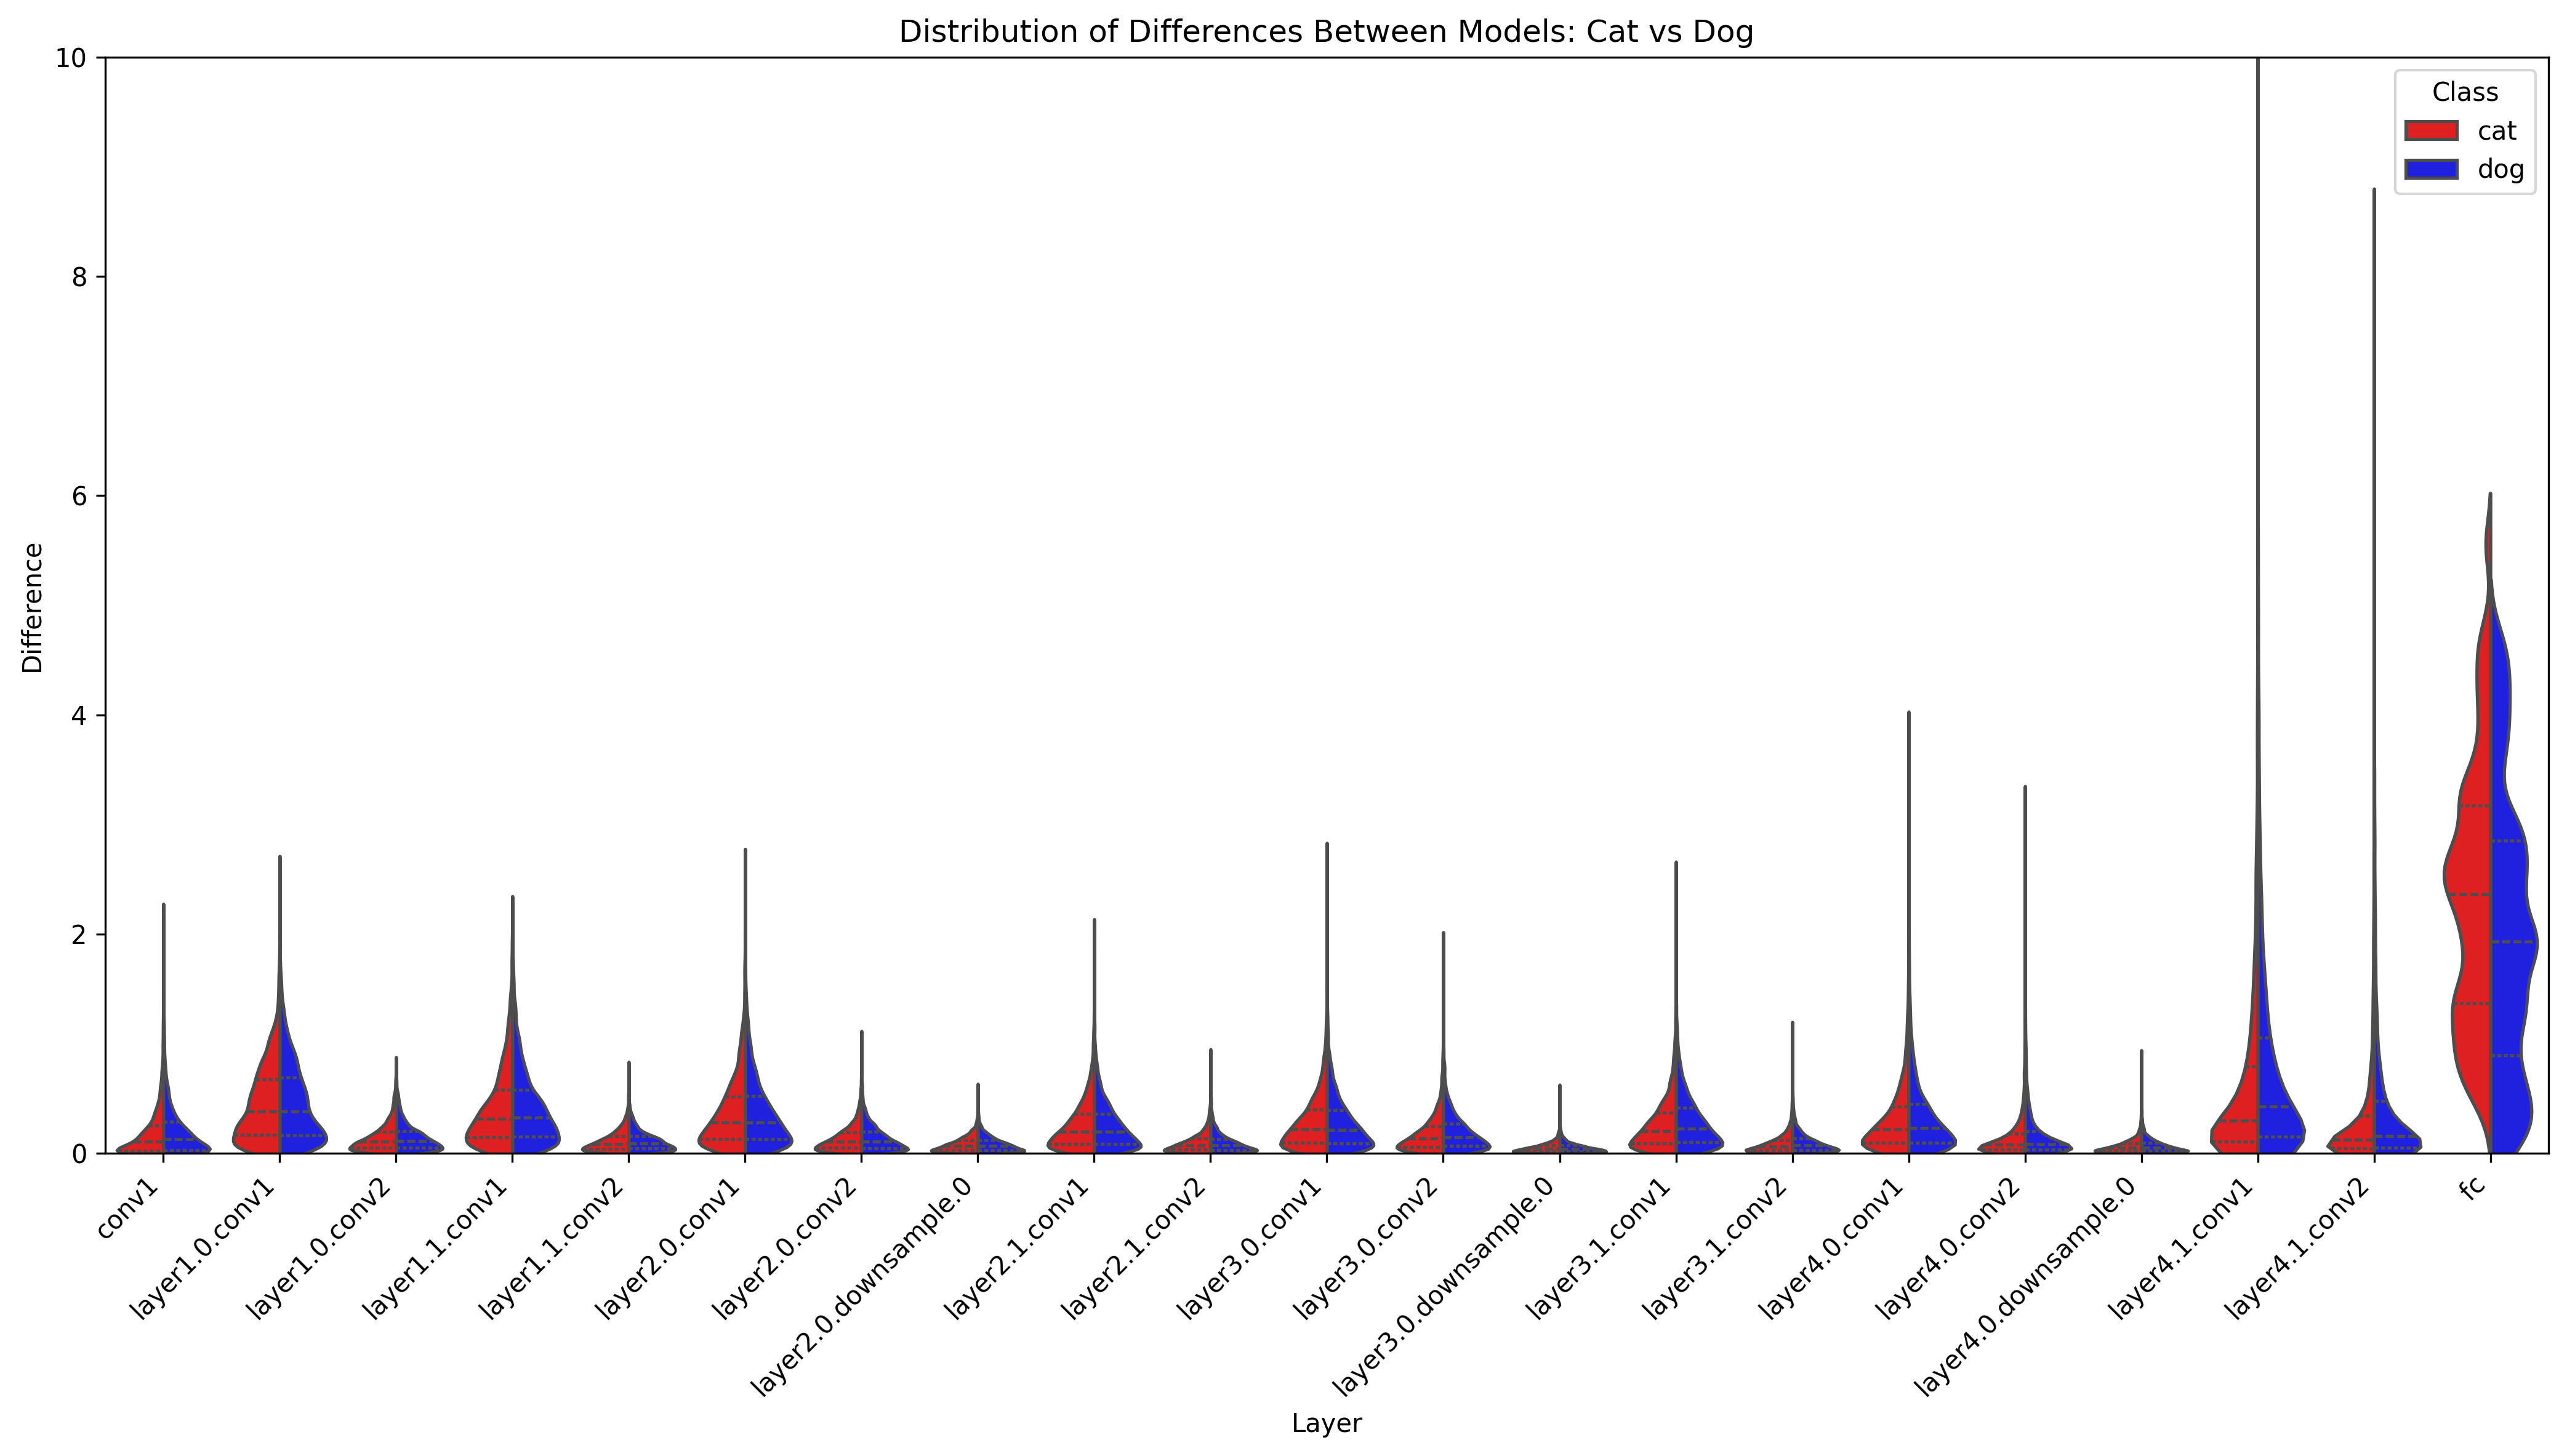 Distribution of Differences Between Models: Cat vs Dog
10
8
6
4
2
0
Difference
Class
cat
dog
conv1
layer1.0.conv1
layer1.0.conv2
layer1.1.conv1
layer1.1.conv2
layer2.0.conv1
layer2.0.conv2
layer2.0.downsample.0
layer2.1.conv1
layer2.1.conv2
layer3.0.conv1
layer3.0.conv2
layer3.0.downsample.0
layer3.1.conv1
layer3.1.conv2
layer4.0.conv1
layer4.0.conv2
layer4.0.downsample.0
layer4.1.conv1
layer4.1.conv2
fc
Layer